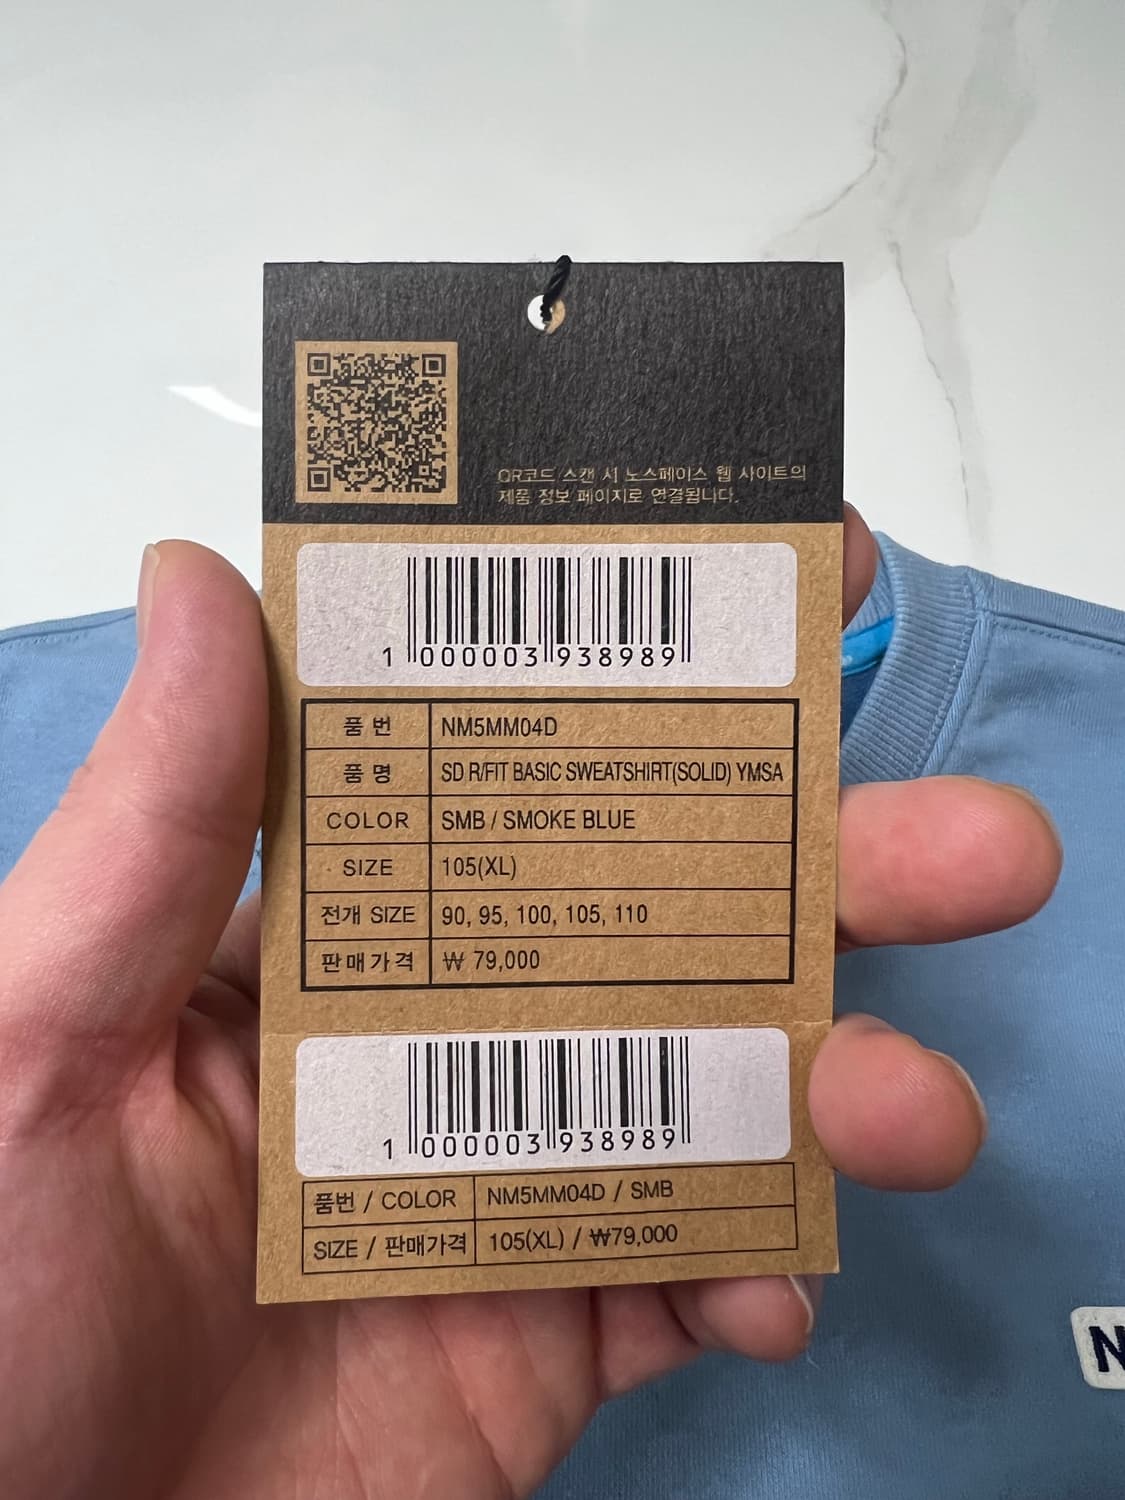 QR코드 스캔 시 노스페이스 웹 사이트의
제품 정보 페이지로 연결됩니다.
1 000003 938989
품번 NM5MM04D
품명 SD R/FIT BASIC SWEATSHIRT(SOLID) YMSA
COLOR SMB / SMOKE BLUE
SIZE 105(XL)
전개 SIZE 90, 95, 100, 105, 110
판매가격 ₩ 79,000
1 000003 938989
품번 / COLOR NM5MM04D / SMB
SIZE / 판매가격 105(XL) / ₩79,000
N